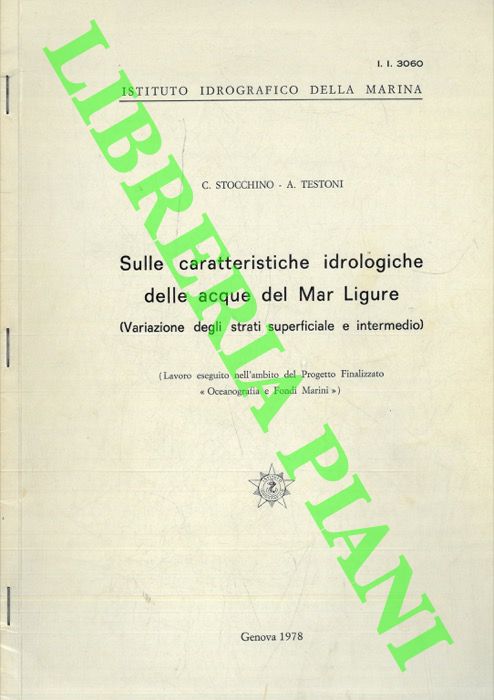 I. I. 3060
ISTITUTO IDROGRAFICO DELLA MARINA
C. STOCCHINO - A. TESTONI
Sulle caratteristiche idrologiche
delle acque del Mar Ligure
(Variazione degli strati superficiale e intermedio)
(Lavoro eseguito nell'ambito del Progetto Finalizzato
« Oceanografia e Fondi Marini »)
Genova 1978
LIBRERIA PIANI